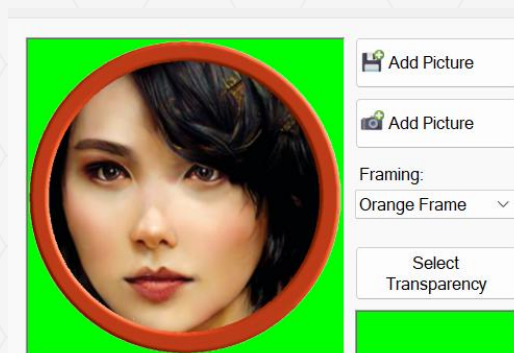 Add Picture
Add Picture
Framing:
Orange Frame
Select
Transparency